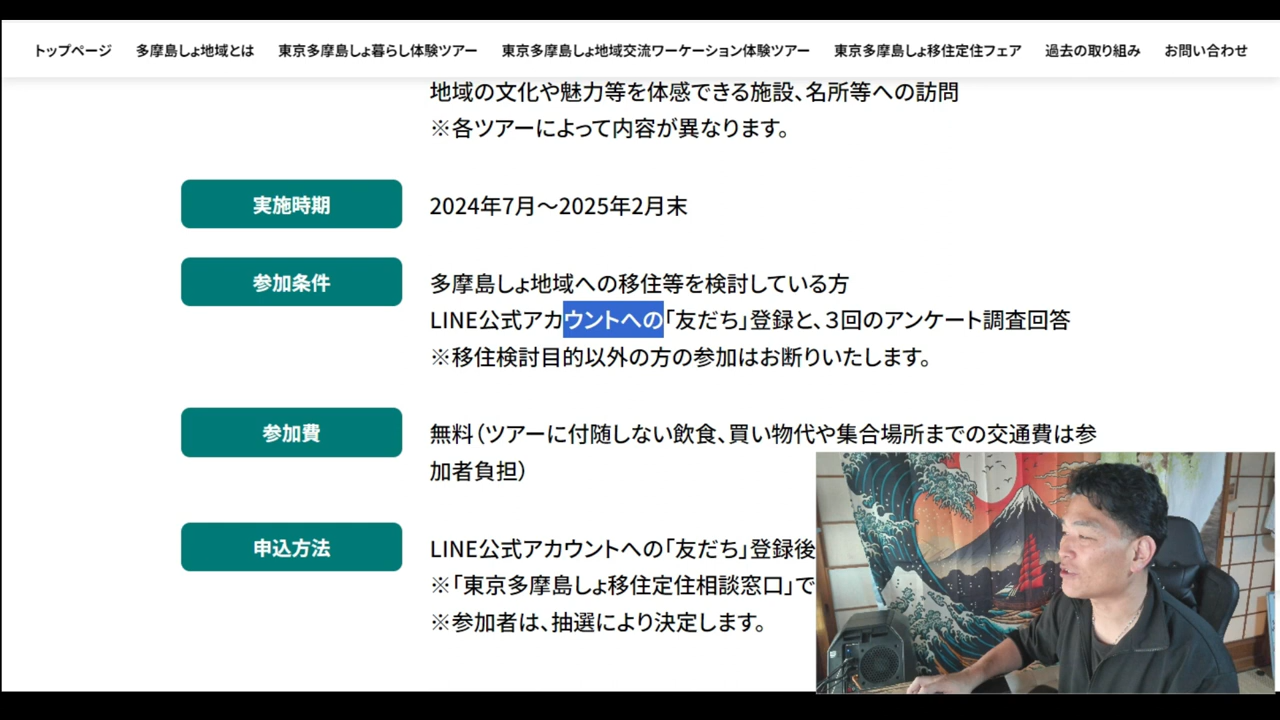 トップページ 多摩島しょ地域とは 東京多摩島しょ暮らし体験ツアー 東京多摩島しょ地域交流ワーケーション体験ツアー 東京多摩島しょ移住定住フェア 過去の取り組み お問い合わせ
地域の文化や魅力等を体感できる施設、名所等への訪問
※各ツアーによって内容が異なります。
実施時期 2024年7月～2025年2月末
参加条件 多摩島しょ地域への移住等を検討している方
LINE公式アカウントへの「友だち」登録と、3回のアンケート調査回答
※移住検討目的以外の方の参加はお断りいたします。
参加費 無料（ツアーに付随しない飲食、買い物代や集合場所までの交通費は参
加者負担）
申込方法 LINE公式アカウントへの「友だち」登録後
※「東京多摩島しょ移住定住相談窓口」で
※参加者は、抽選により決定します。